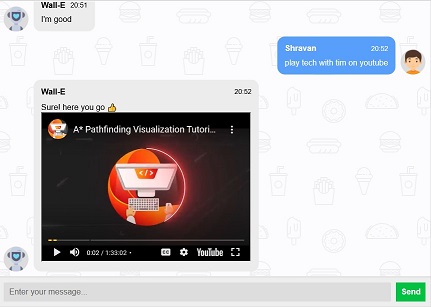 Wall-E 20:51
I'm good
Shravan 20:52
play tech with tim on youtube
Wall-E 20:52
Sure! here you go 👍
A* Pathfinding Visualization Tutori...
</>
0:02 / 1:33:02 · CC YouTube
Enter your message...
Send